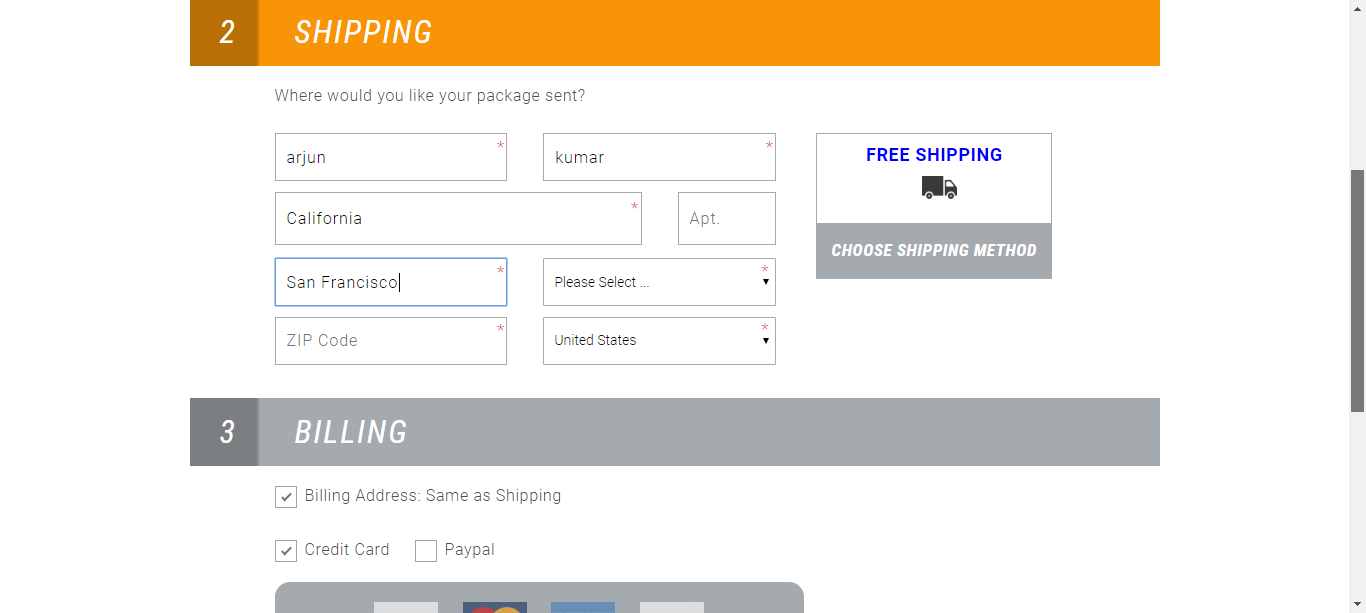 2 SHIPPING
Where would you like your package sent?
arjun * kumar *
FREE SHIPPING
California * Apt.
CHOOSE SHIPPING METHOD
San Francisco * Please Select ... *
ZIP Code * United States *
3 BILLING
Billing Address: Same as Shipping
Credit Card Paypal